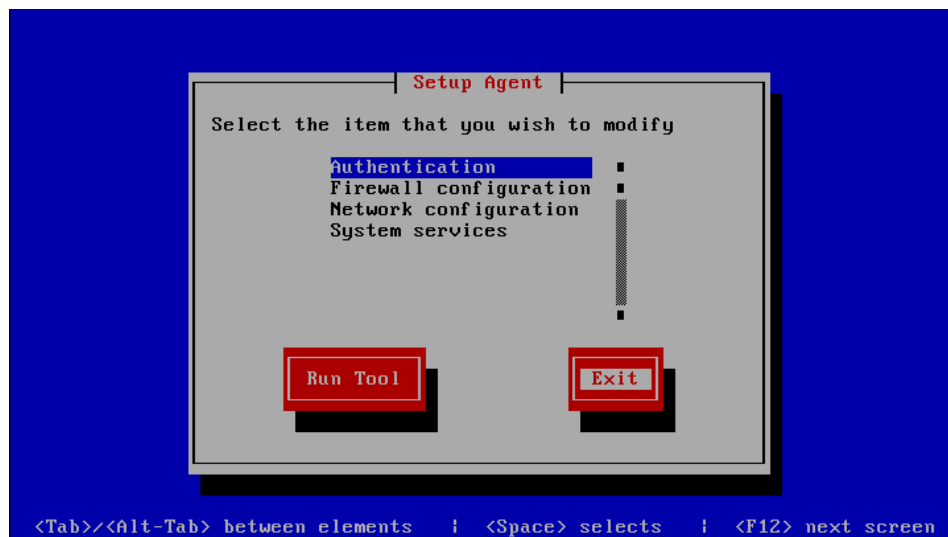 Setup Agent
Select the item that you wish to modify
Authentication
Firewall configuration
Network configuration
System services
Run Tool Exit
<Tab>/<Alt-Tab> between elements | <Space> selects | <F12> next screen